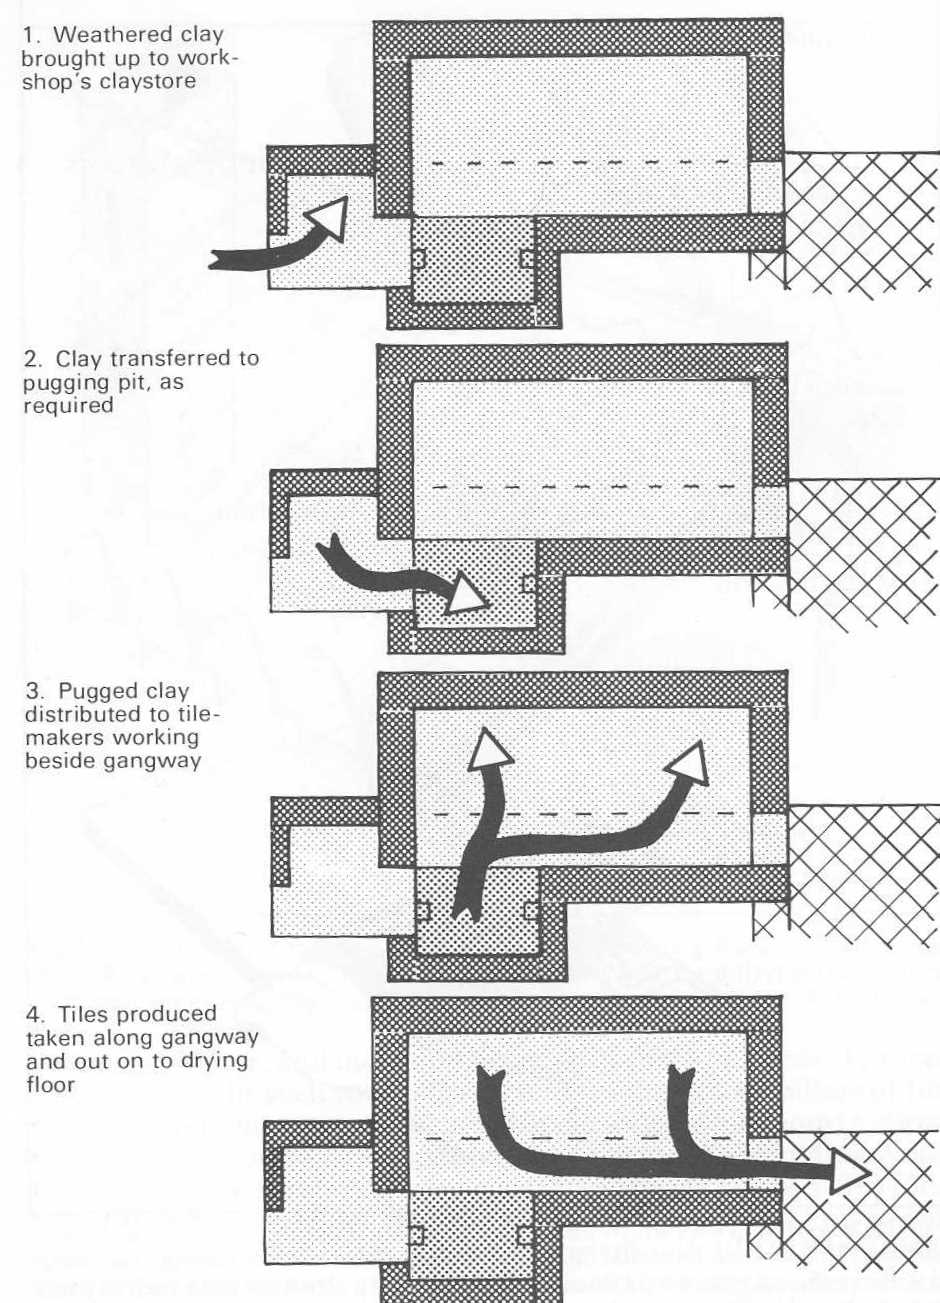 1. Weathered clay
brought up to work-
shop's claystore
2. Clay transferred to
pugging pit, as
required
3. Pugged clay
distributed to tile-
makers working
beside gangway
4. Tiles produced
taken along gangway
and out on to drying
floor